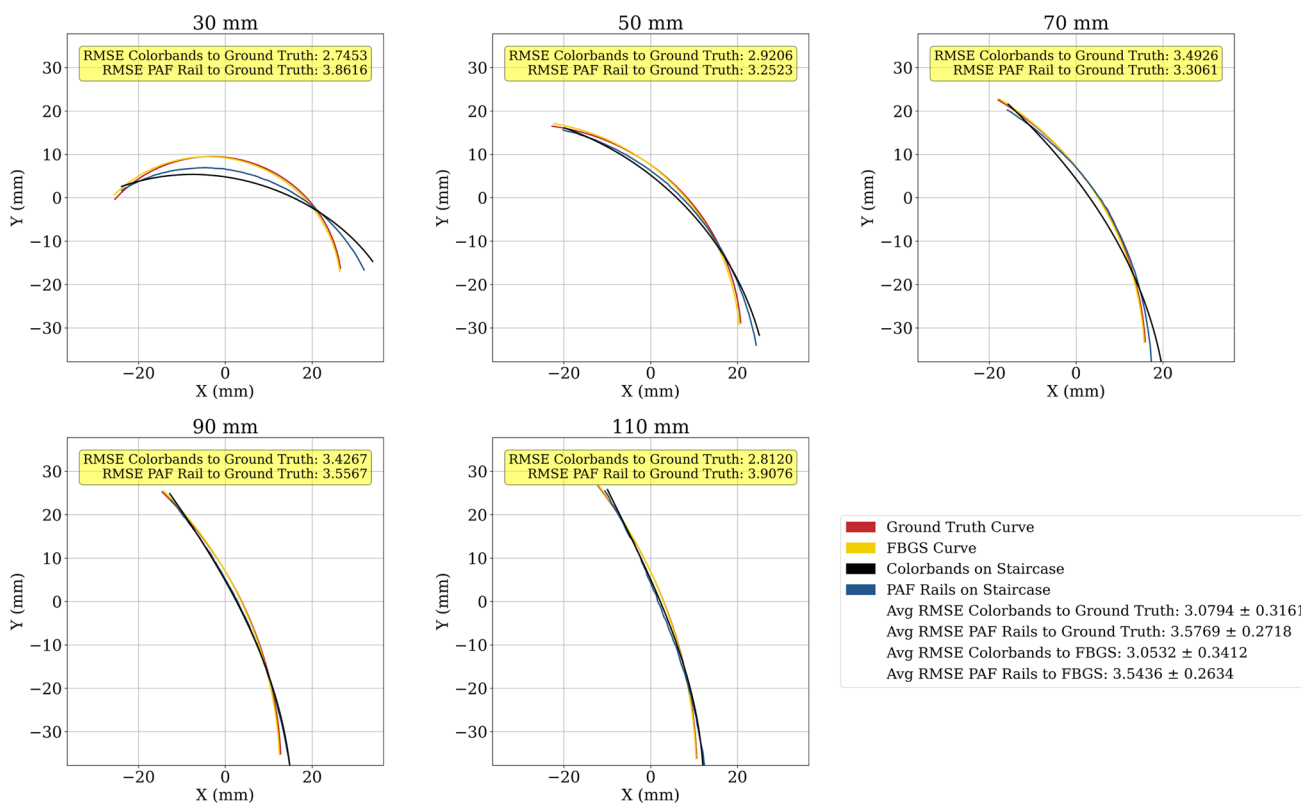 30 mm
RMSE Colorbands to Ground Truth: 2.7453
RMSE PAF Rail to Ground Truth: 3.8616
30
20
10
0
−10
−20
−30
Y (mm)
−20
0
20
X (mm)
50 mm
RMSE Colorbands to Ground Truth: 2.9206
RMSE PAF Rail to Ground Truth: 3.2523
30
20
10
0
−10
−20
−30
Y (mm)
−20
0
20
X (mm)
70 mm
RMSE Colorbands to Ground Truth: 3.4926
RMSE PAF Rail to Ground Truth: 3.3061
30
20
10
0
−10
−20
−30
Y (mm)
−20
0
20
X (mm)
90 mm
RMSE Colorbands to Ground Truth: 3.4267
RMSE PAF Rail to Ground Truth: 3.5567
30
20
10
0
−10
−20
−30
Y (mm)
−20
0
20
X (mm)
110 mm
RMSE Colorbands to Ground Truth: 2.8120
RMSE PAF Rail to Ground Truth: 3.9076
30
20
10
0
−10
−20
−30
Y (mm)
−20
0
20
X (mm)
Ground Truth Curve
FBGS Curve
Colorbands on Staircase
PAF Rails on Staircase
Avg RMSE Colorbands to Ground Truth: 3.0794 ± 0.3161
Avg RMSE PAF Rails to Ground Truth: 3.5769 ± 0.2718
Avg RMSE Colorbands to FBGS: 3.0532 ± 0.3412
Avg RMSE PAF Rails to FBGS: 3.5436 ± 0.2634